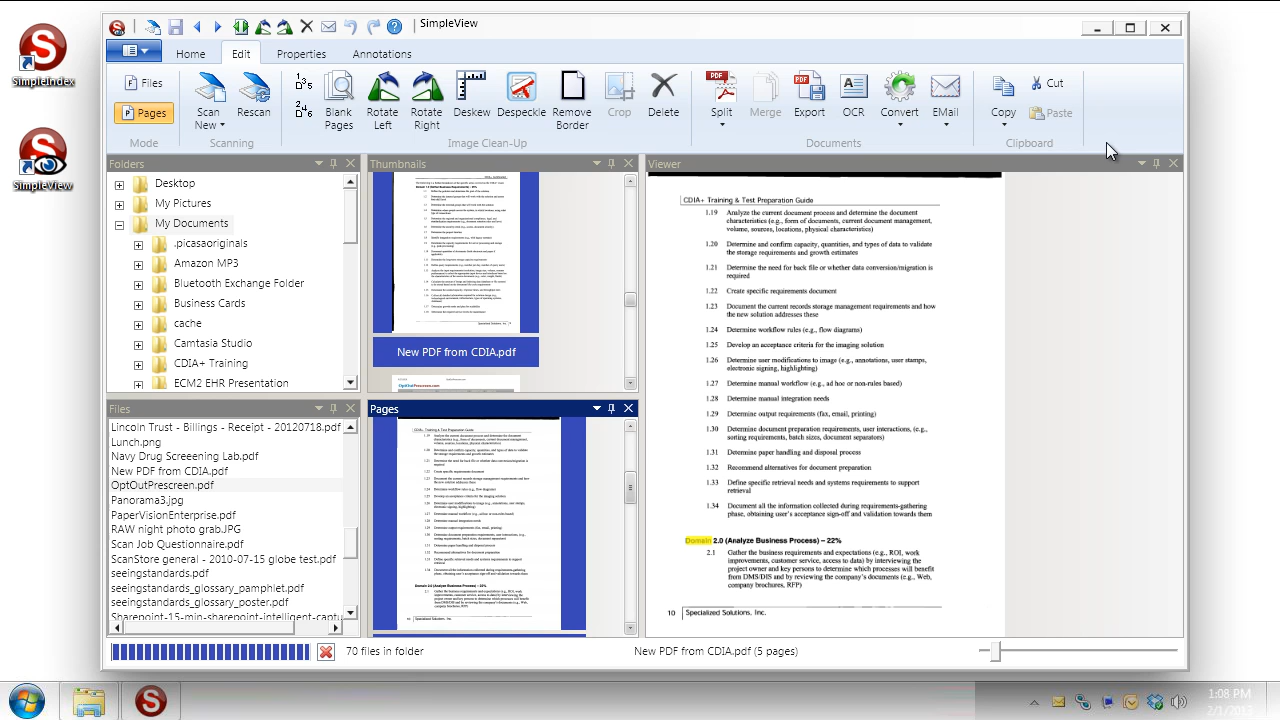 SimpleIndex
SimpleView
SimpleView
Home
Edit
Properties
Annotations
Files
Pages
Mode
Scan New
Rescan
Scanning
Blank Pages
Rotate Left
Rotate Right
Deskew
Despeckle
Remove Border
Crop
Delete
Image Clean-Up
PDF
Split
Merge
PDF
Export
OCR
Convert
EMail
Documents
Copy
Cut
Paste
Clipboard
Folders
Desktop
My Pictures
My Documents
.picasaoriginals
Amazon MP3
Business Cards
cache
Camtasia Studio
CDIA+ Training
ECM2 EHR Presentation
Thumbnails
New PDF from CDIA.pdf
Files
Lincoln Trust - Billings - Receipt - 20120718.pdf
Lunch.png
Navy Drug Screening Lab.pdf
New PDF from CDIA.pdf
OptOutPrescreen.pdf
Panorama3.jpg
PaperVisionEnterprise.pdf
RAW night photography.JPG
Scan Job Questionaire.pdf
ScanStore general - 2009-07-15 globe test.pdf
seeingstandards.pdf
seeingstandards_glossary_pamphlet.pdf
Pages
Viewer
CDIA+ Training & Test Preparation Guide
1.19 Analyze the current document process and determine the document
characteristics (e.g., form of documents, current document management,
volume, sources, locations, physical characteristics)
1.20 Determine and confirm capacity, quantities, and types of data to validate
the storage requirements and growth estimates
1.21 Determine the need for back file or whether data conversion/migration is
required
1.22 Create specific requirements document
1.23 Document the current records storage management requirements and how
the new solution addresses these
1.24 Determine workflow rules (e.g., flow diagrams)
1.25 Develop an acceptance criteria for the imaging solution
1.26 Determine user modifications to image (e.g., annotations, user stamps,
electronic signing, highlighting)
1.27 Determine manual workflow (e.g., ad hoc or non-rules based)
1.28 Determine manual integration needs
1.29 Determine output requirements (fax, email, printing)
1.30 Determine document preparation requirements, user interactions, (e.g.,
sorting requirements, batch sizes, document separators)
1.31 Determine paper handling and disposal process
1.32 Recommend alternatives for document preparation
1.33 Define specific retrieval needs and systems requirements to support
retrieval
1.34 Document all the information collected during requirements-gathering
phase, obtaining user's acceptance sign-off and validation towards them
Domain 2.0 (Analyze Business Process) – 22%
2.1 Gather the business requirements and expectations (e.g., ROI, work
improvements, customer service, access to data) by interviewing the
project owner and key persons to determine which processes will benefit
from DMS/DIS and by reviewing the company's documents (e.g., Web,
company brochures, RFP)
10 Specialized Solutions, Inc.
70 files in folder
New PDF from CDIA.pdf (5 pages)
1:08 PM
2/1/2013